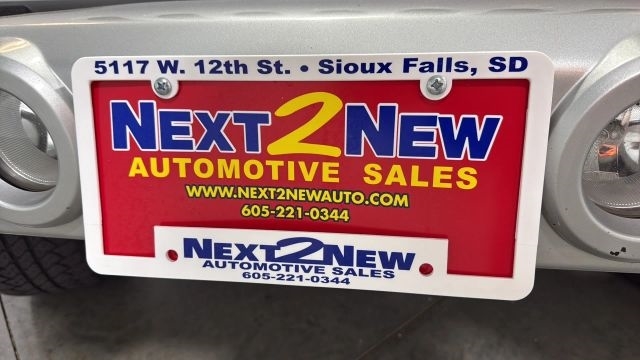 5117 W. 12th St. • Sioux Falls, SD
NEXT2NEW
AUTOMOTIVE SALES
WWW.NEXT2NEWAUTO.COM
605-221-0344
NEXT2NEW
AUTOMOTIVE SALES
605-221-0344